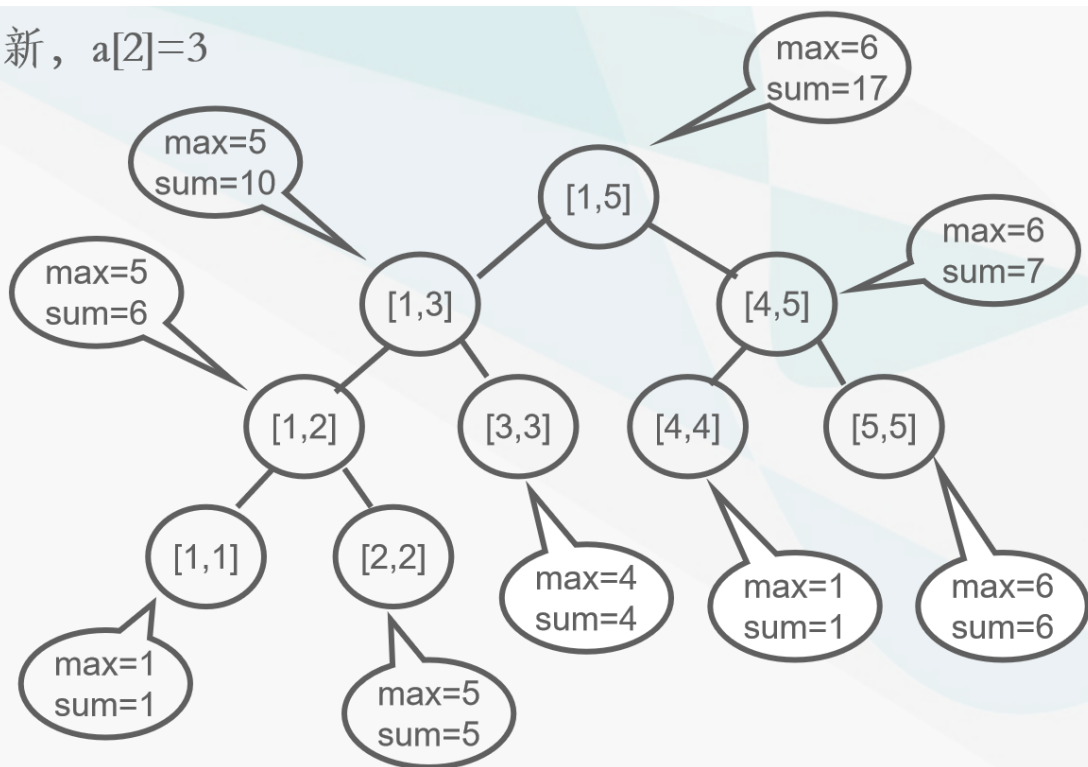 新，a[2]=3
max=6
sum=17
max=5
sum=10
[1,5]
max=6
sum=7
max=5
sum=6
[1,3]
[4,5]
[1,2]
[3,3]
[4,4]
[5,5]
[1,1]
[2,2]
max=4
sum=4
max=1
sum=1
max=6
sum=6
max=1
sum=1
max=5
sum=5